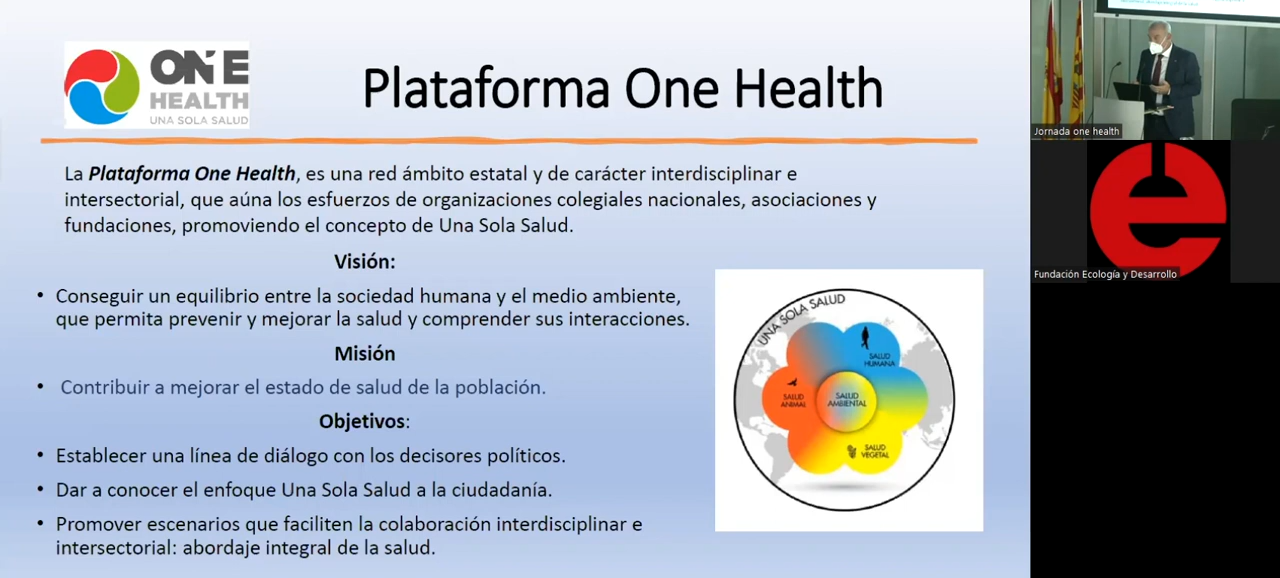 ONE
HEALTH
UNA SOLA SALUD
Plataforma One Health
La Plataforma One Health, es una red ámbito estatal y de carácter interdisciplinar e
intersectorial, que aúna los esfuerzos de organizaciones colegiales nacionales, asociaciones y
fundaciones, promoviendo el concepto de Una Sola Salud.
Visión:
• Conseguir un equilibrio entre la sociedad humana y el medio ambiente,
que permita prevenir y mejorar la salud y comprender sus interacciones.
Misión
• Contribuir a mejorar el estado de salud de la población.
Objetivos:
• Establecer una línea de diálogo con los decisores políticos.
• Dar a conocer el enfoque Una Sola Salud a la ciudadanía.
• Promover escenarios que faciliten la colaboración interdisciplinar e
intersectorial: abordaje integral de la salud.
UNA SOLA SALUD
SALUD
HUMANA
SALUD
ANIMAL
SALUD
AMBIENTAL
SALUD
VEGETAL
Jornada one health
e
Fundación Ecología y Desarrollo